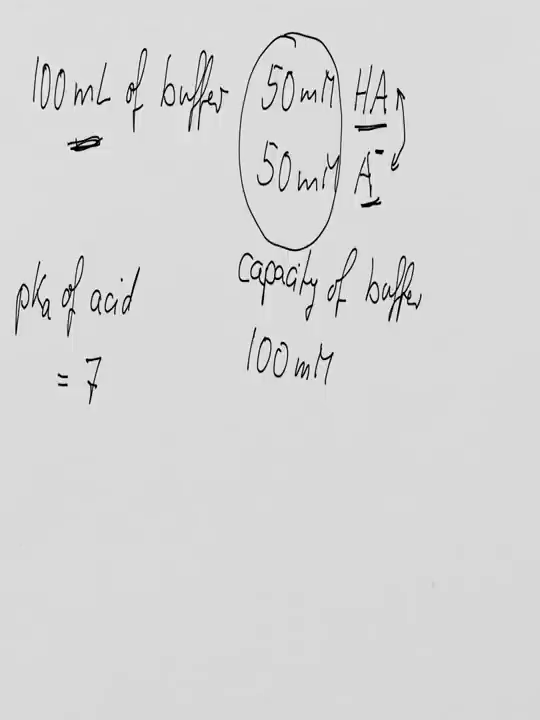 100 mL of buffer 50 mM HA
50 mM A⁻
pKa of acid
= 7
capacity of buffer
100 mM